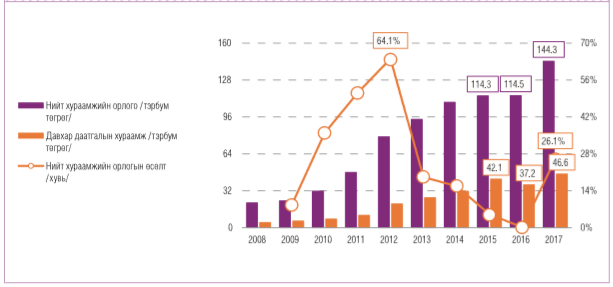 Нийт хураамжийн орлого /тэрбум
төгрөг/
Давхар даатгалын хураамж /тэрбум
төгрөг/
Нийт хураамжийн орлогын өсөлт
/хувь/
160
128
96
64
32
0
70%
56%
42%
28%
14%
0%
64.1%
114.3
114.5
144.3
42.1
37.2
26.1%
46.6
2008 2009 2010 2011 2012 2013 2014 2015 2016 2017